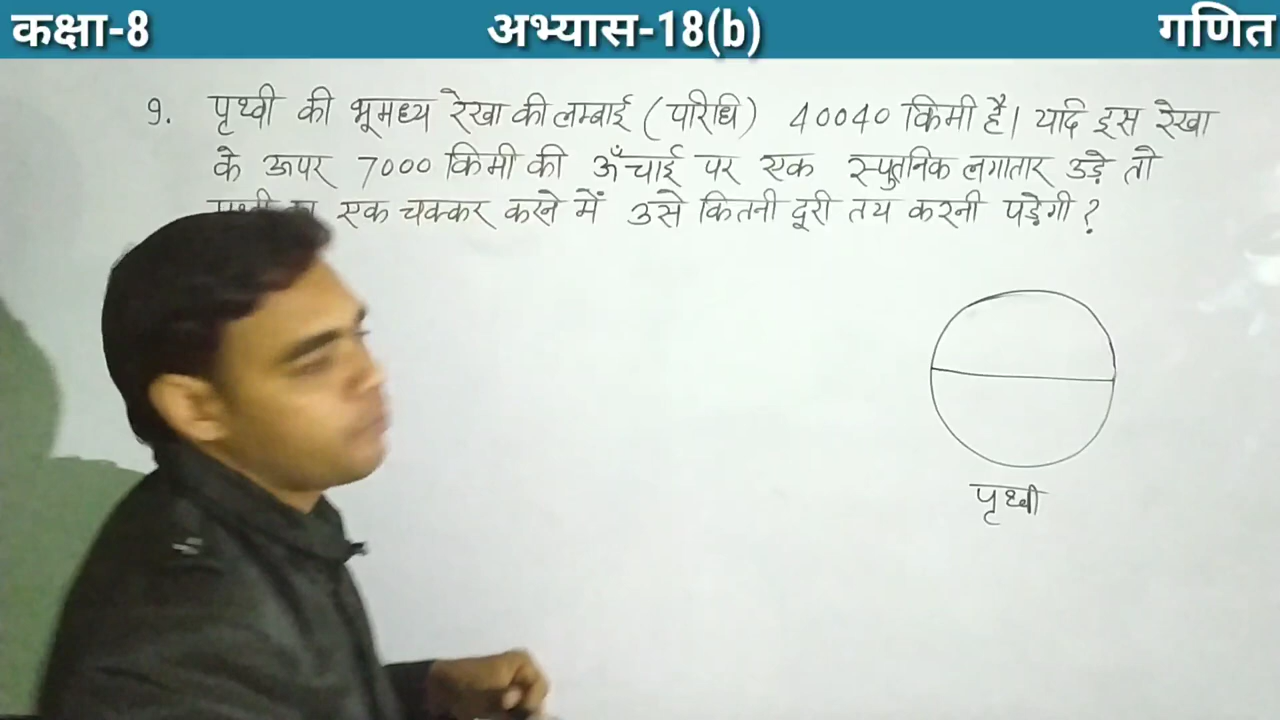 कक्षा-8
अभ्यास-18(b)
गणित
9. पृथ्वी की भूमध्य रेखा की लम्बाई (परिधि) 40040 किमी है। यदि इस रेखा
के ऊपर 7000 किमी की ऊँचाई पर एक स्पुतनिक लगातार उड़े तो
एक चक्कर करने में उसे कितनी दूरी तय करनी पड़ेगी ?
पृथ्वी